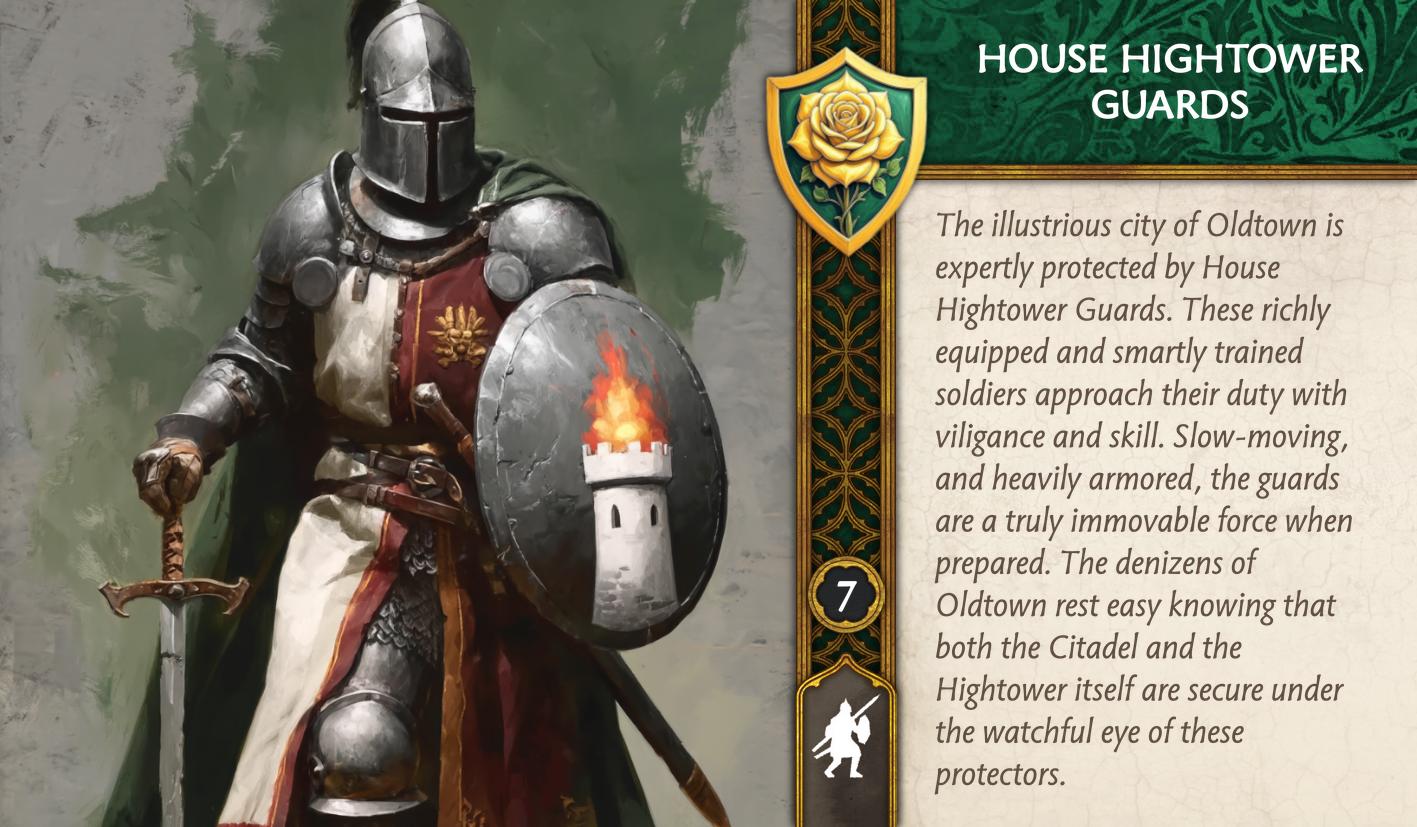 HOUSE HIGHTOWER
GUARDS
The illustrious city of Oldtown is
expertly protected by House
Hightower Guards. These richly
equipped and smartly trained
soldiers approach their duty with
viligance and skill. Slow-moving,
and heavily armored, the guards
are a truly immovable force when
prepared. The denizens of
Oldtown rest easy knowing that
both the Citadel and the
Hightower itself are secure under
the watchful eye of these
protectors.
7